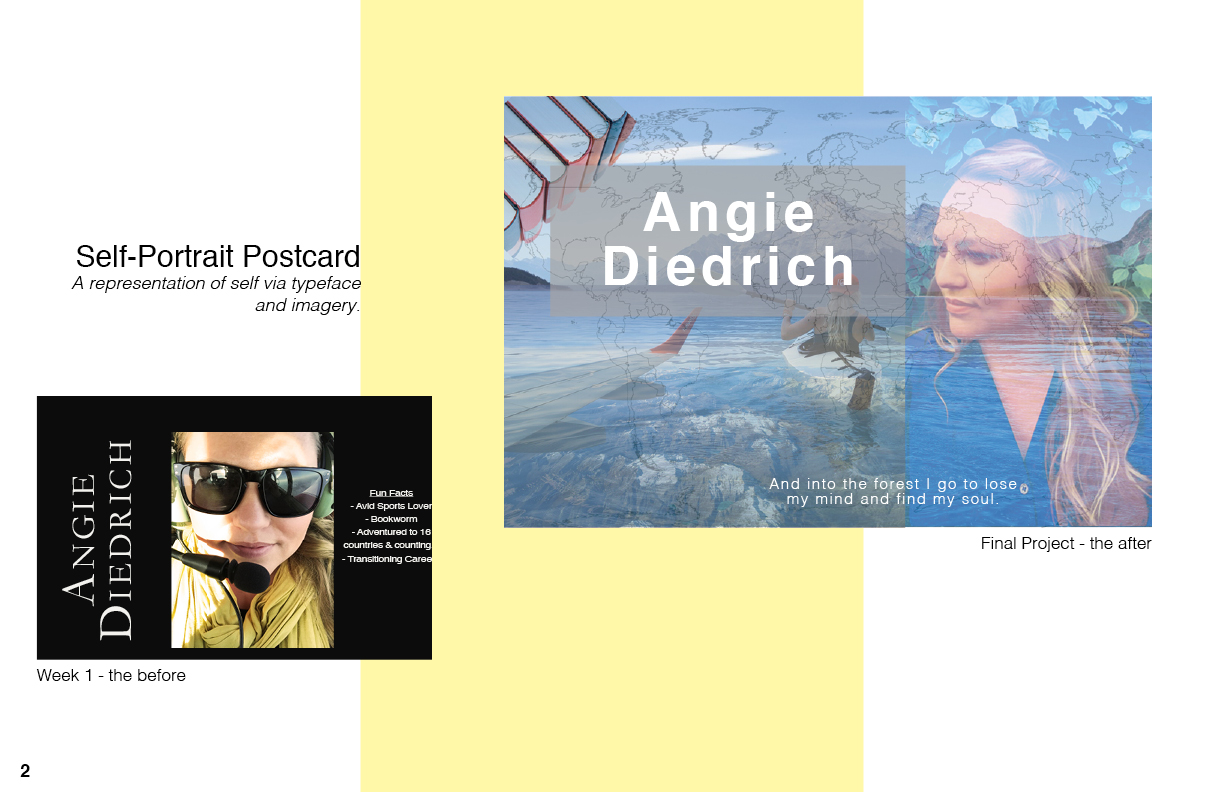 Self-Portrait Postcard
A representation of self via typeface
and imagery.
Angie
Diedrich
And into the forest I go to lose
my mind and find my soul.
Final Project - the after
ANGIE
DIEDRICH
Fun Facts
- Avid Sports Lover
- Bookworm
- Adventured to 16
countries & counting
- Transitioning Caree
Week 1 - the before
2